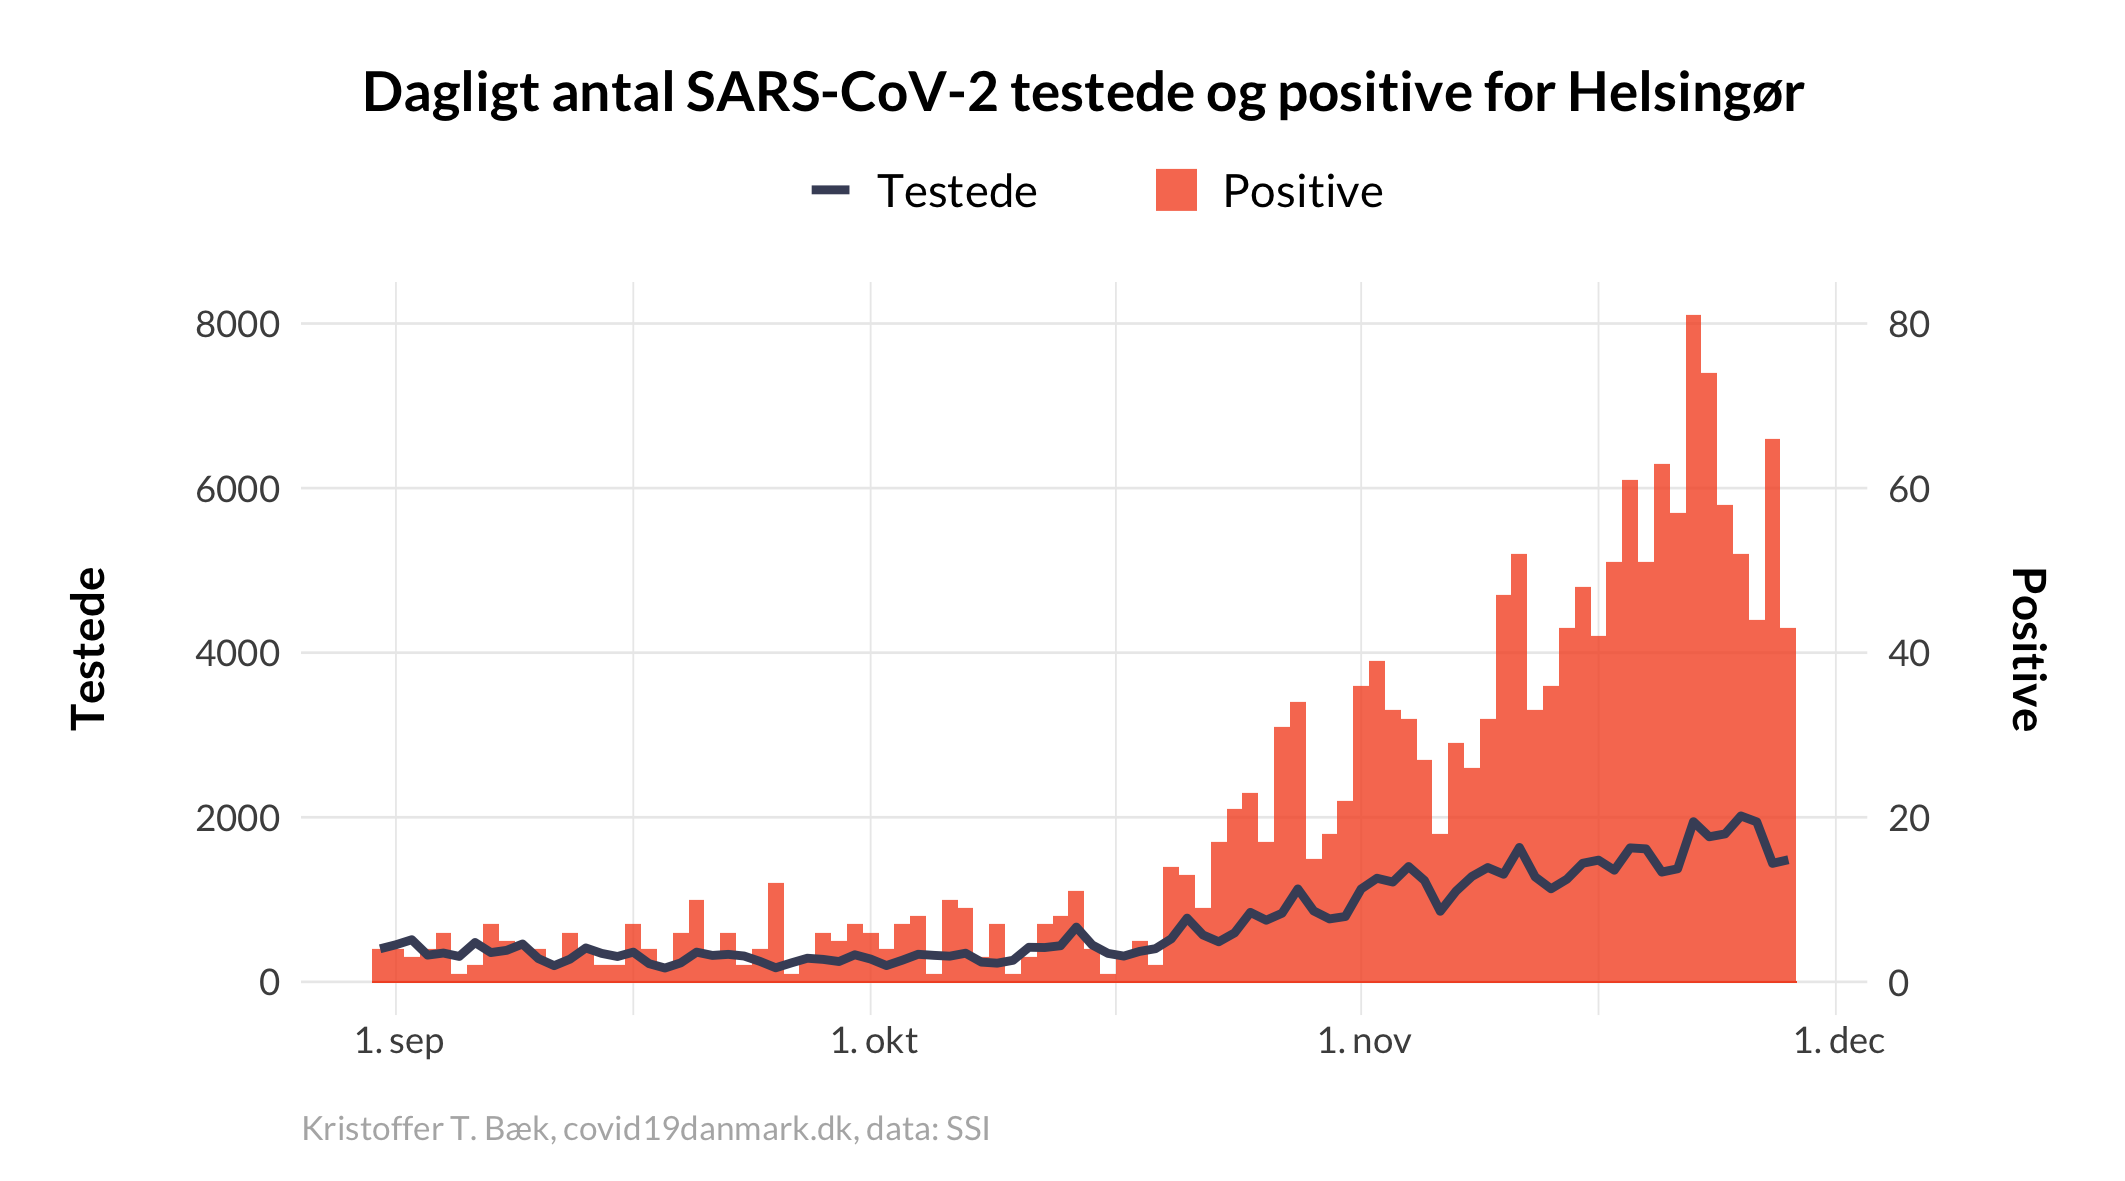 Dagligt antal SARS-CoV-2 testede og positive for Helsingør
Testede Positive
8000 80
6000 60
4000 40
2000 20
0 0
Testede
Positive
1. sep 1. okt 1. nov 1. dec
Kristoffer T. Bæk, covid19danmark.dk, data: SSI